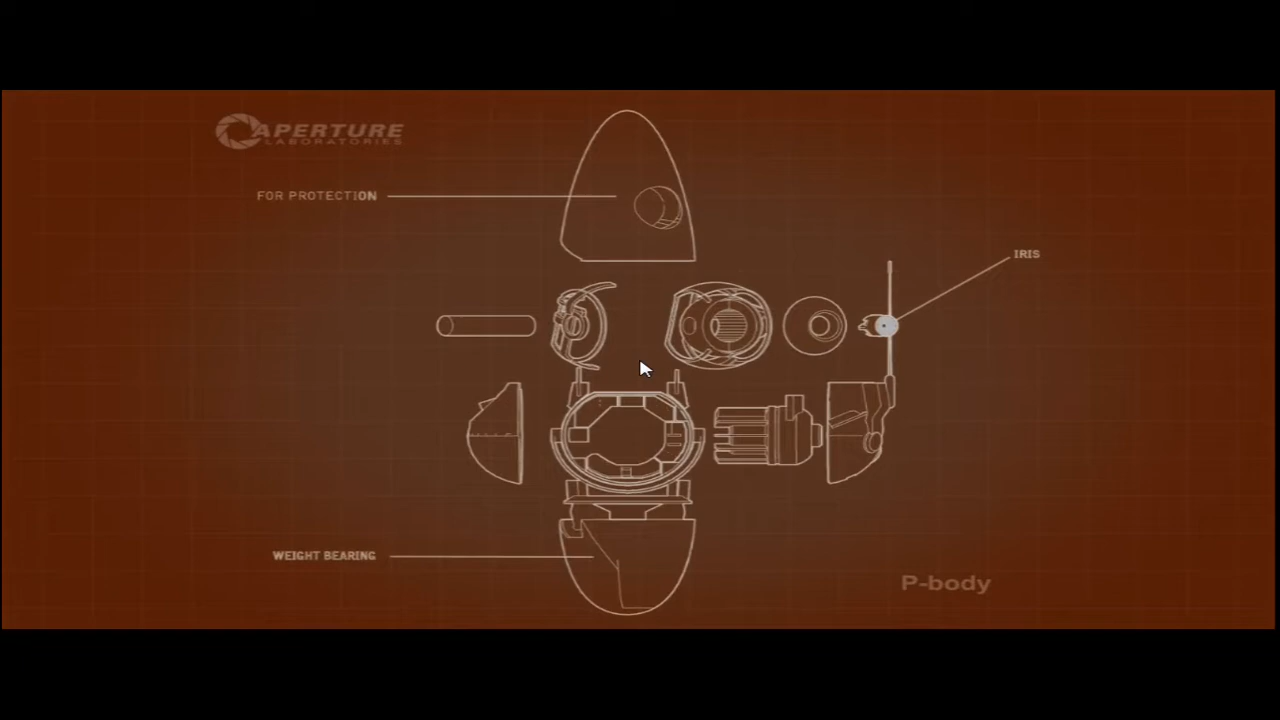 APERTURE
LABORATORIES
FOR PROTECTION
IRIS
WEIGHT BEARING
P-body